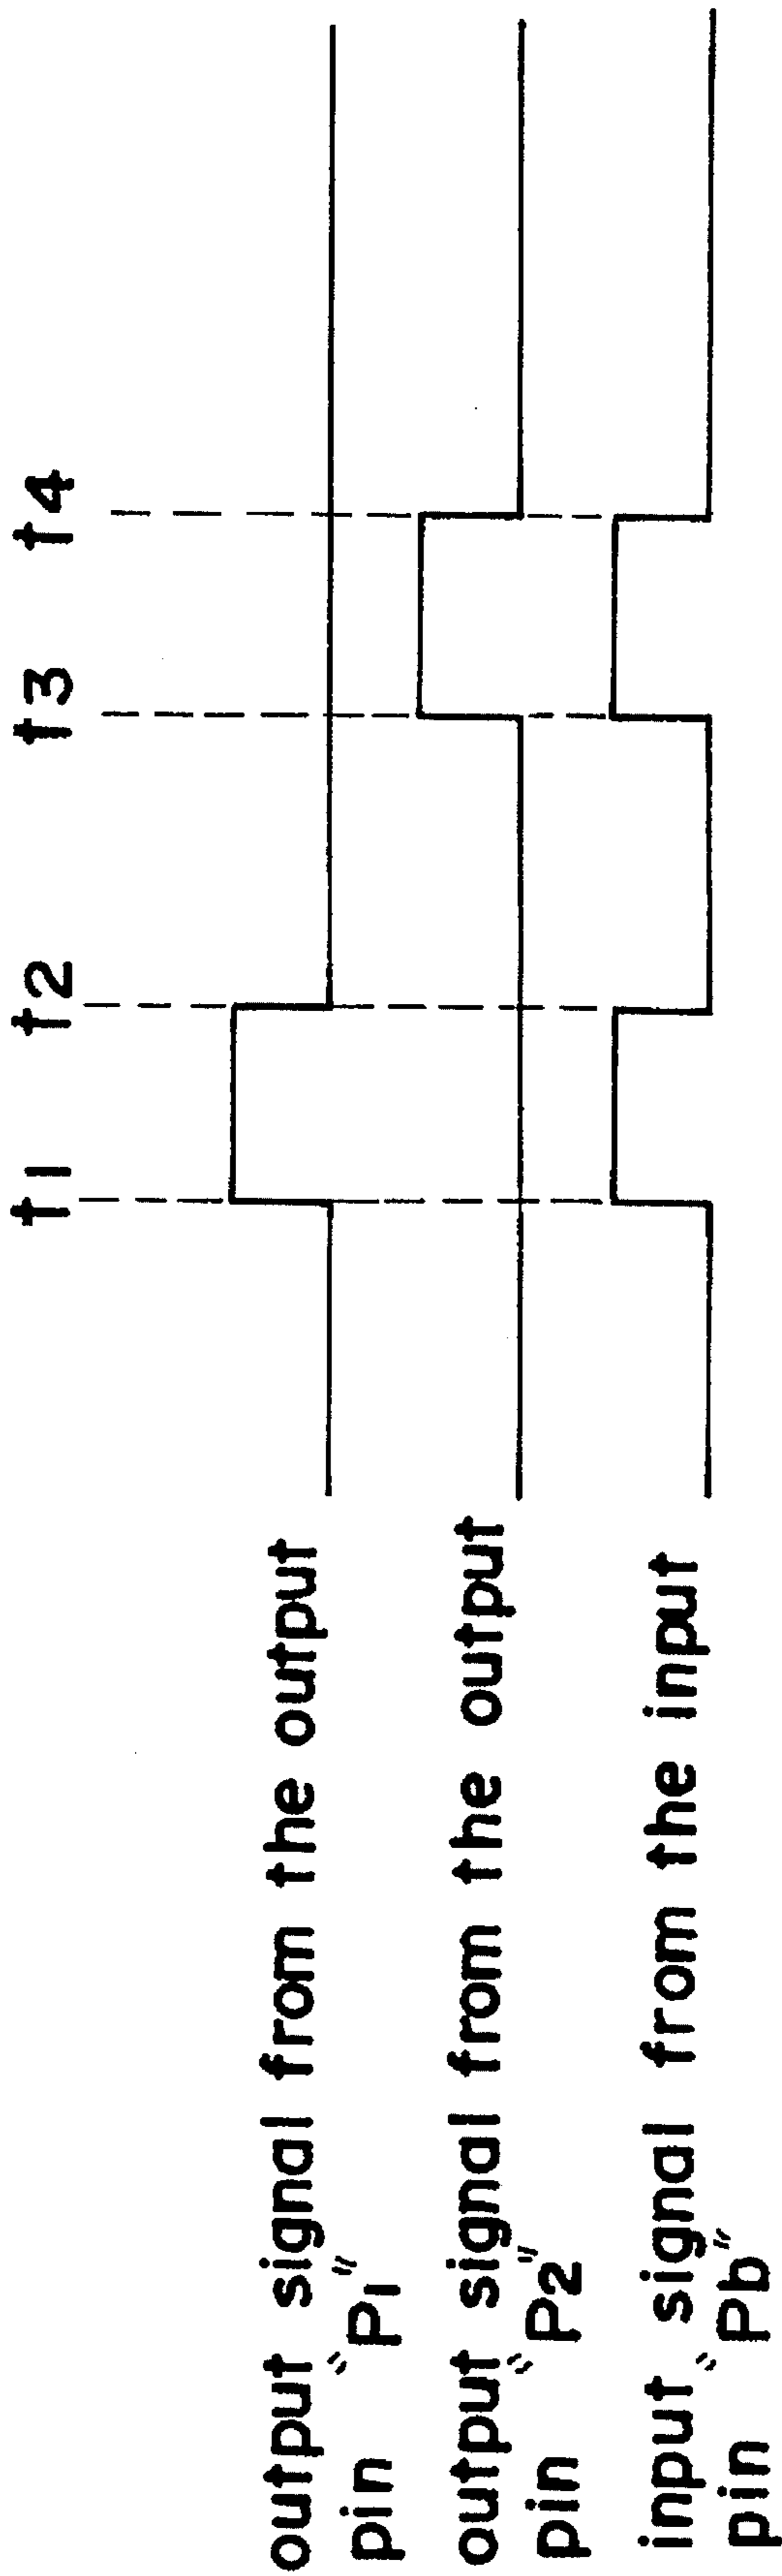 t1 t2 t3 t4
output signal from the output
pin "P1"
output signal from the output
pin "P2"
input signal from the input
pin "Pb"